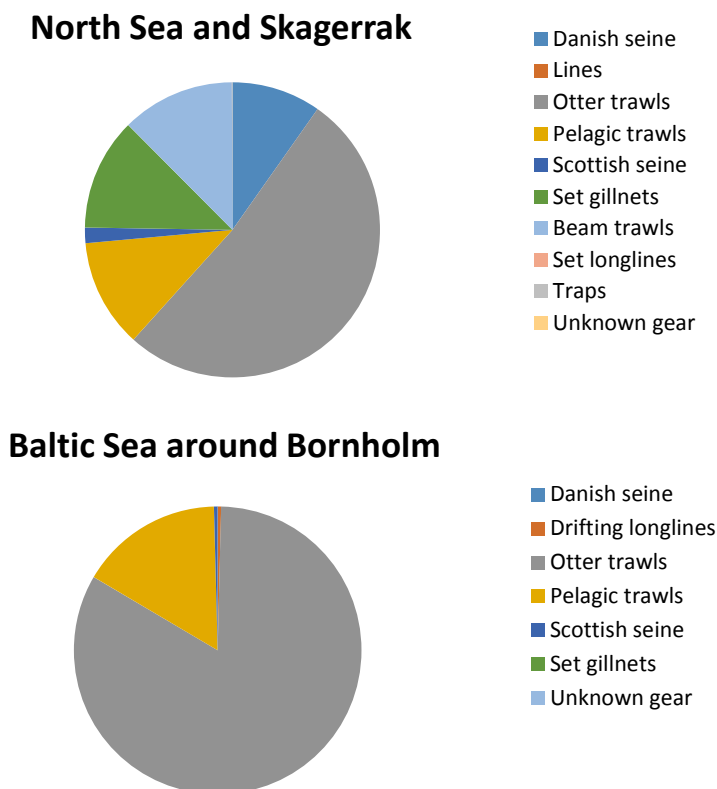 North Sea and Skagerrak
Danish seine
Lines
Otter trawls
Pelagic trawls
Scottish seine
Set gillnets
Beam trawls
Set longlines
Traps
Unknown gear
Baltic Sea around Bornholm
Danish seine
Drifting longlines
Otter trawls
Pelagic trawls
Scottish seine
Set gillnets
Unknown gear